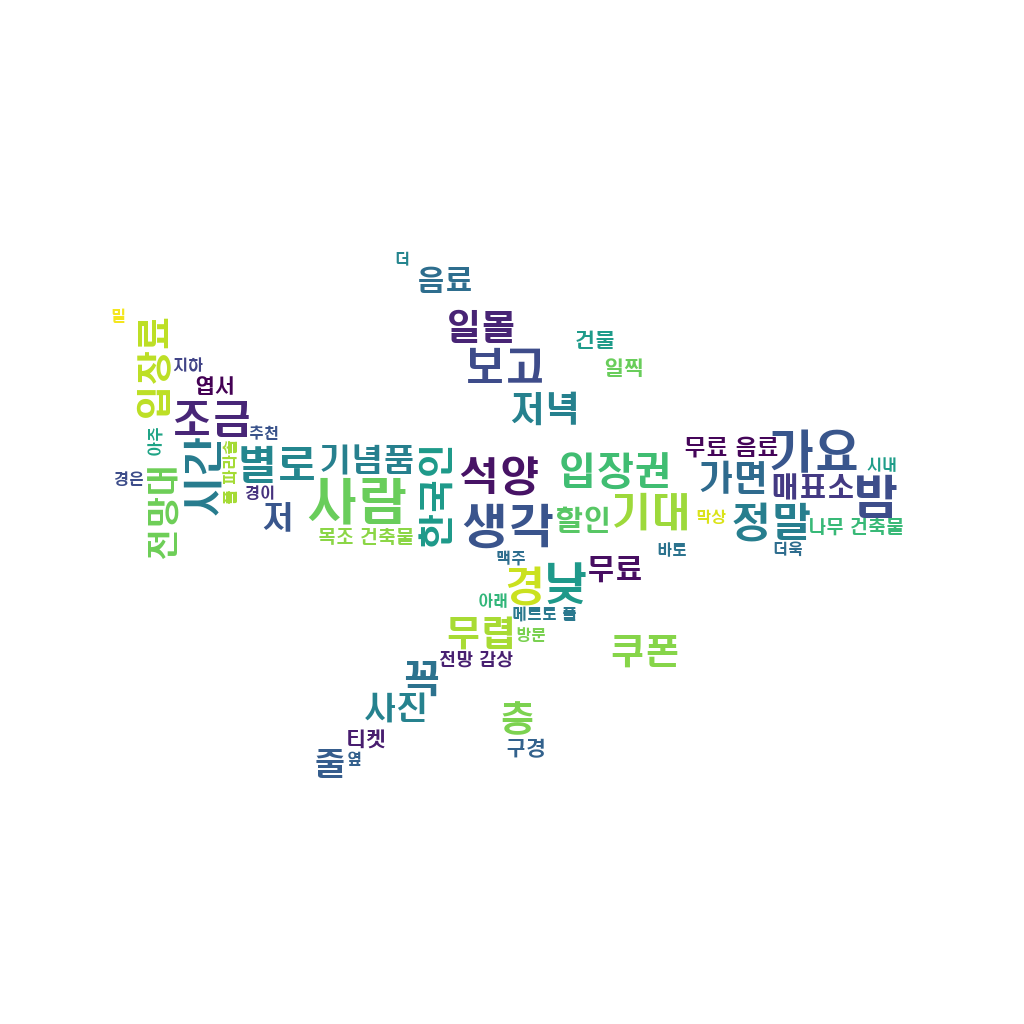 더
음료
밀
일몰
건물
임장료
지하
보고
일찍
엽서
저녁
조금
추천
아주
무료 음료
가요
시간
별로
기념품
한국인
석양
입장권
가면
시내
매표소
밤
경은
전망대
폴 파라솔
경이
사람
저
목조 건축물
생각
할인
기대
막상
정말
나무 건축물
맥주
바토
더욱
경
낮
무료
아래
메트로 폴
무렵
방문
전망 감상
쿠폰
꼭
사진
층
티켓
구경
줄
옆